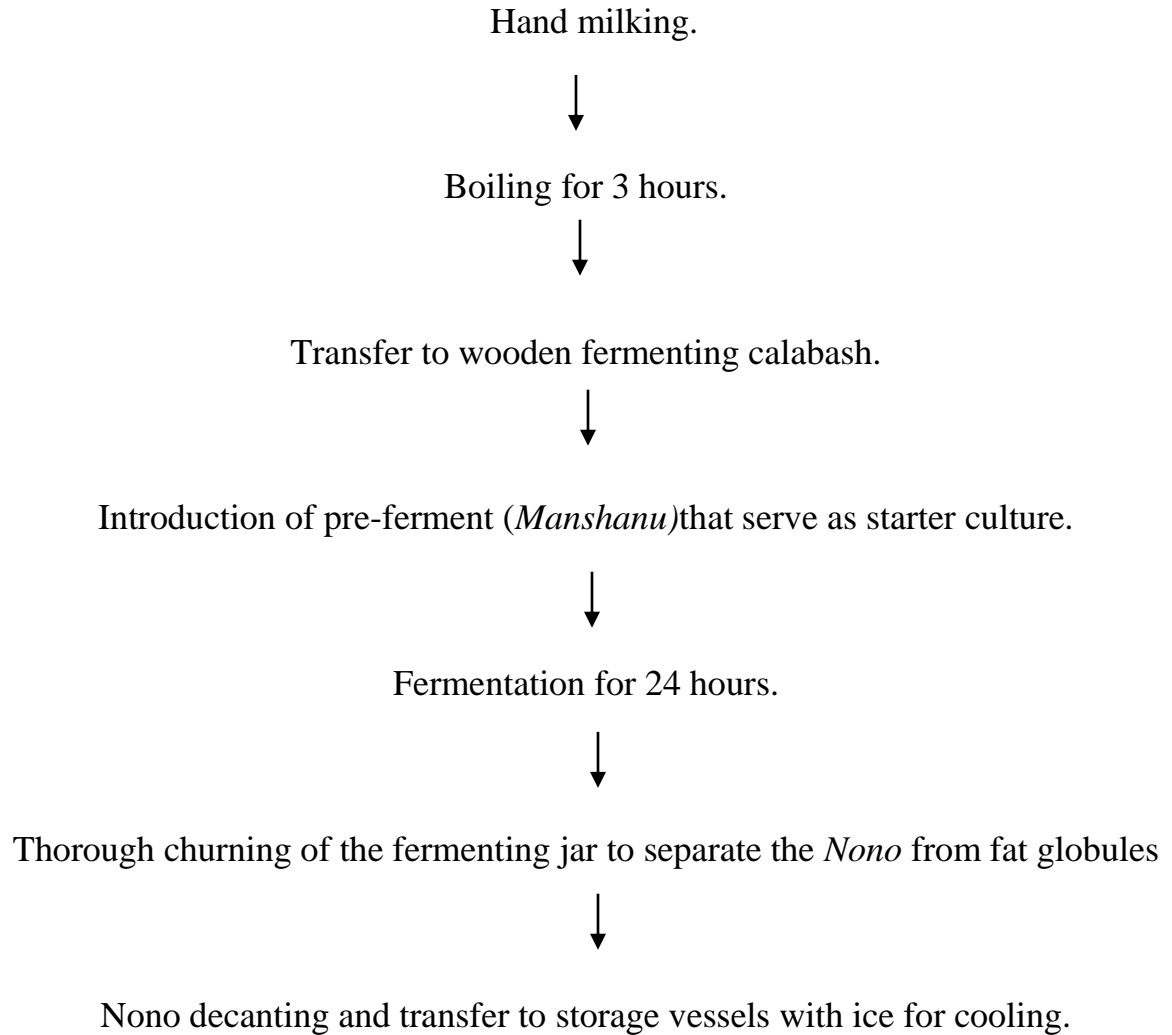 Hand milking.
Boiling for 3 hours.
Transfer to wooden fermenting calabash.
Introduction of pre-ferment (Manshanu)that serve as starter culture.
Fermentation for 24 hours.
Thorough churning of the fermenting jar to separate the Nono from fat globules
Nono decanting and transfer to storage vessels with ice for cooling.